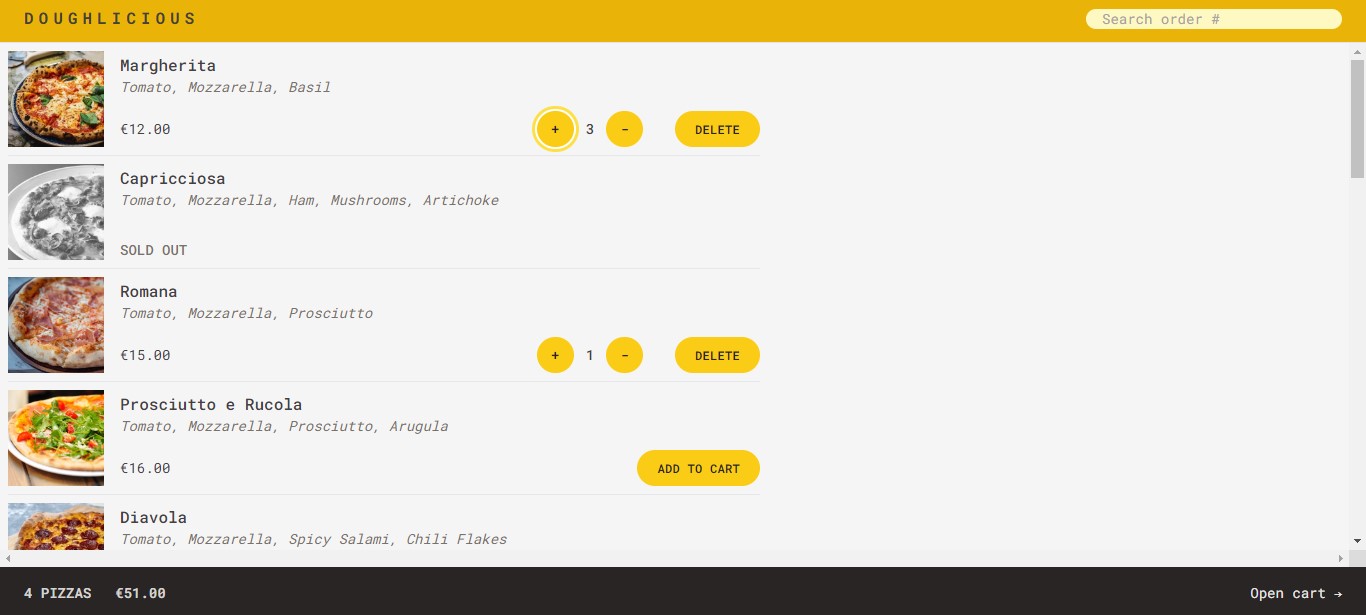 DOUGHLICIOUS
Search order #
Margherita
Tomato, Mozzarella, Basil
€12.00
+ 3 - DELETE
Capricciosa
Tomato, Mozzarella, Ham, Mushrooms, Artichoke
SOLD OUT
Romana
Tomato, Mozzarella, Prosciutto
€15.00
+ 1 - DELETE
Prosciutto e Rucola
Tomato, Mozzarella, Prosciutto, Arugula
€16.00
ADD TO CART
Diavola
Tomato, Mozzarella, Spicy Salami, Chili Flakes
4 PIZZAS €51.00
Open cart →